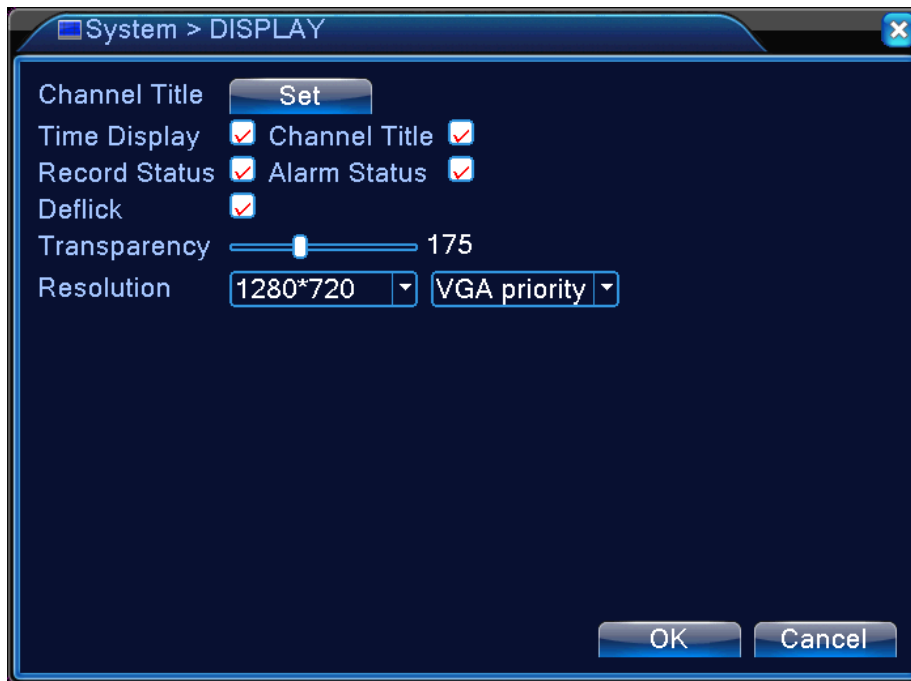 System > DISPLAY
Channel Title Set
Time Display Channel Title
Record Status Alarm Status
Deflick
Transparency 175
Resolution 1280*720 VGA priority
OK Cancel